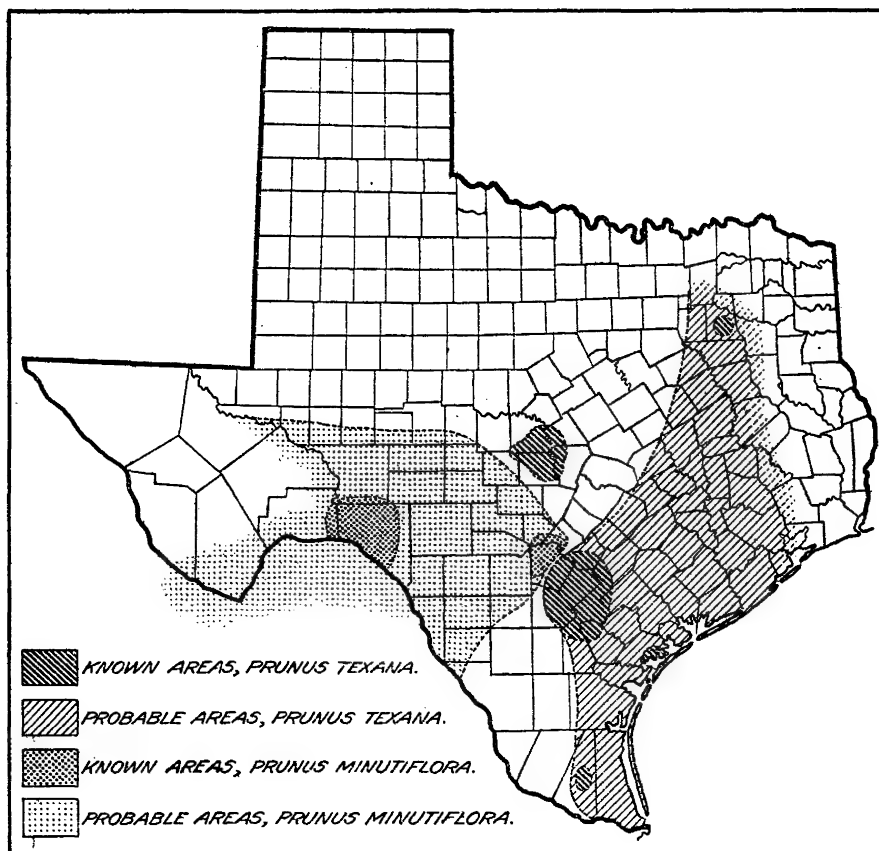 KNOWN AREAS, PRUNUS TEXANA.
PROBABLE AREAS, PRUNUS TEXANA.
KNOWN AREAS, PRUNUS MINUTIFLORA.
PROBABLE AREAS, PRUNUS MINUTIFLORA.